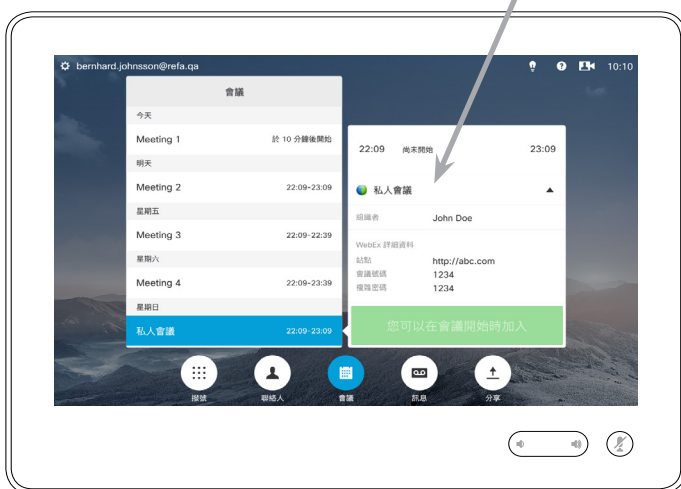 bernhard.johnsson@refa.qa
10:10
會議
今天
Meeting 1 於 10 分鐘後開始
明天
Meeting 2 22:09-23:09
星期五
Meeting 3 22:09-22:39
星期六
Meeting 4 22:09-23:39
星期日
私人會議 22:09-23:09
22:09 尚未開始 23:09
私人會議
組織者 John Doe
WebEx 詳細資料
站點 http://abc.com
會議號碼 1234
複雜密碼 1234
您可以在會議開始時加入
撥號 聯絡人 會議 訊息 分享